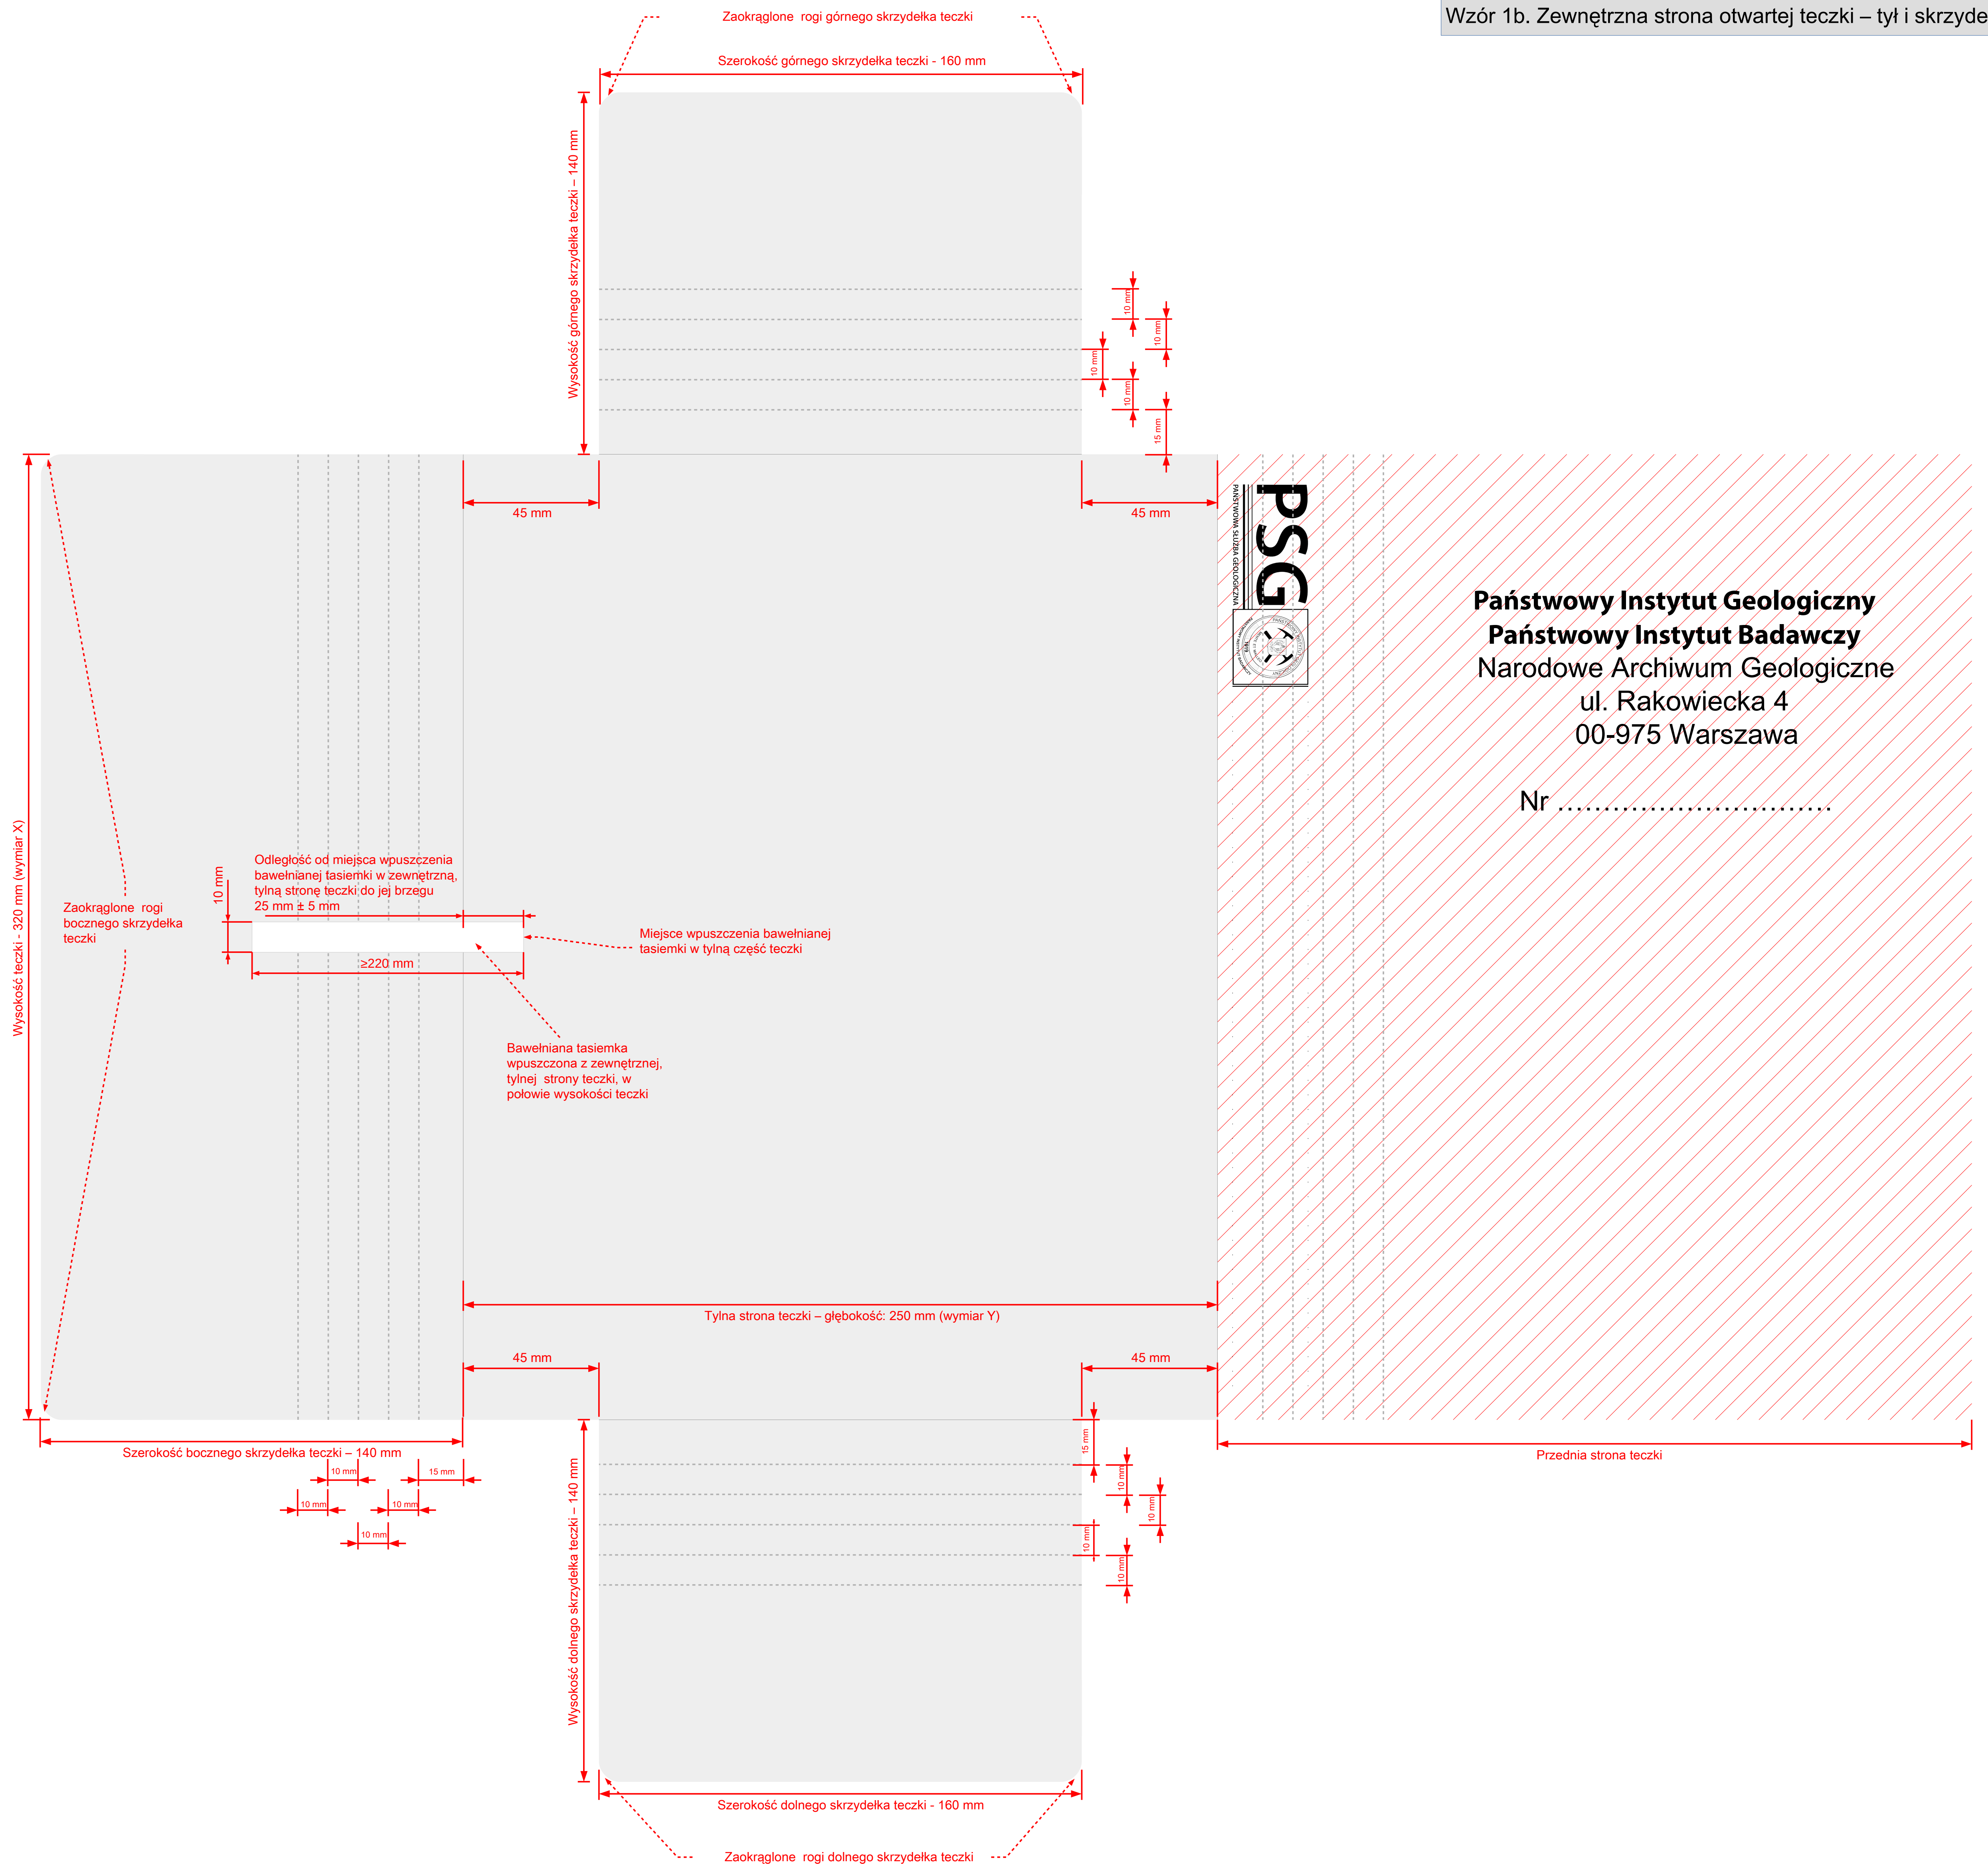 Wzór 1b. Zewnętrzna strona otwartej teczki – tył i skrzyde
Zaokrąglone rogi górnego skrzydełka teczki
Szerokość górnego skrzydełka teczki - 160 mm
Wysokość górnego skrzydełka teczki – 140 mm
10 mm
10 mm
10 mm
10 mm
15 mm
45 mm
45 mm
PSG
PAŃSTWOWA SŁUŻBA GEOLOGICZNA
Państwowy Instytut Geologiczny
Państwowy Instytut Badawczy
Narodowe Archiwum Geologiczne
ul. Rakowiecka 4
00-975 Warszawa
Nr ..............................
Wysokość teczki - 320 mm (wymiar X)
Zaokrąglone rogi
bocznego skrzydełka
teczki
10 mm
Odległość od miejsca wpuszczenia
bawełnianej tasiemki w zewnętrzną,
tylną stronę teczki do jej brzegu
25 mm ± 5 mm
≥220 mm
Miejsce wpuszczenia bawełnianej
tasiemki w tylną część teczki
Bawełniana tasiemka
wpuszczona z zewnętrznej,
tylnej strony teczki, w
połowie wysokości teczki
Tylna strona teczki – głębokość: 250 mm (wymiar Y)
45 mm
45 mm
Szerokość bocznego skrzydełka teczki – 140 mm
Przednia strona teczki
10 mm
15 mm
10 mm
10 mm
10 mm
Wysokość dolnego skrzydełka teczki – 140 mm
15 mm
10 mm
10 mm
10 mm
10 mm
Szerokość dolnego skrzydełka teczki - 160 mm
Zaokrąglone rogi dolnego skrzydełka teczki